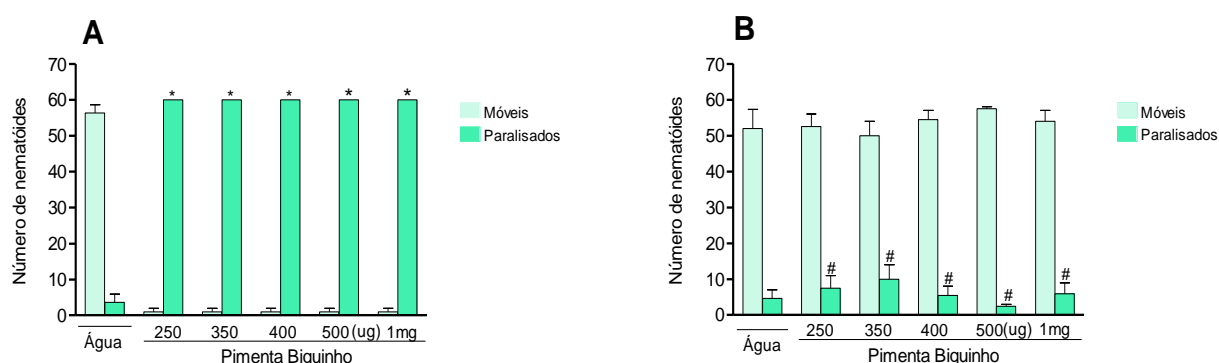 A
Número de nematóides
70
60
50
40
30
20
10
0
* * * * *
Móveis
Paralisados
Água
250 350 400 500(ug) 1mg
Pimenta Biquinho
B
Número de nematóides
70
60
50
40
30
20
10
0
# # # # #
Móveis
Paralisados
Água
250 350 400 500(ug) 1mg
Pimenta Biquinho